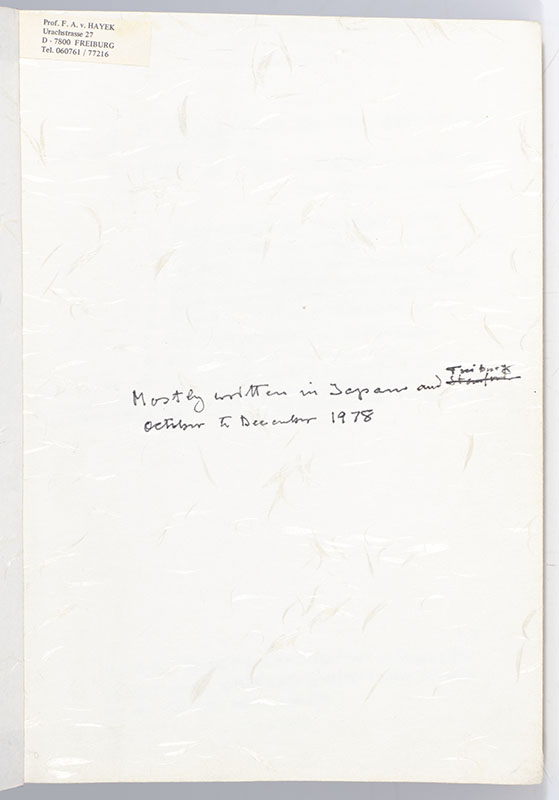 Prof. F. A. v. HAYEK
Urachstrasse 27
D - 7800 FREIBURG
Tel. 060761 / 77216
Freiburg
Mostly written in Japan and Stanford
October to December 1978